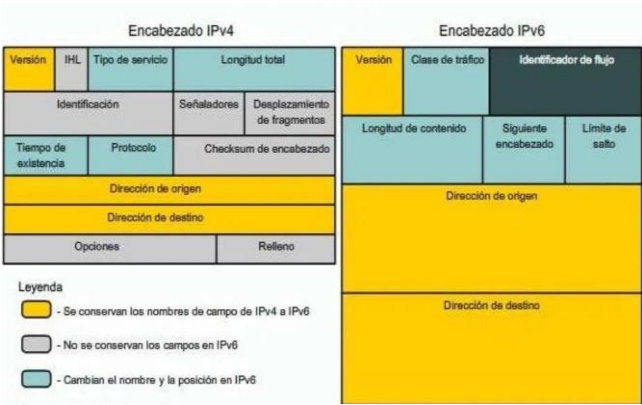 Encabezado IPv4
Versión IHL Tipo de servicio Longitud total
Identificación Señaladores Desplazamiento de fragmentos
Tiempo de existencia Protocolo Checksum de encabezado
Dirección de origen
Dirección de destino
Opciones Relleno
Leyenda
- Se conservan los nombres de campo de IPv4 a IPv6
- No se conservan los campos en IPv6
- Cambian el nombre y la posición en IPv6
Encabezado IPv6
Versión Clase de tráfico Identificador de flujo
Longitud de contenido Siguiente encabezado Límite de salto
Dirección de origen
Dirección de destino